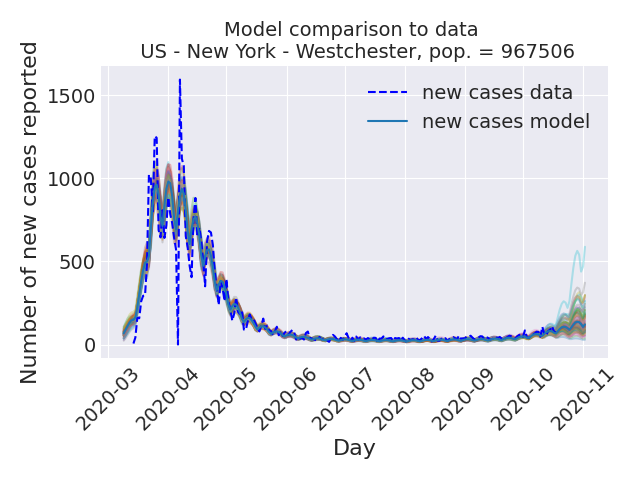 Model comparison to data
US - New York - Westchester, pop. = 967506
Number of new cases reported
1500
1000
500
0
new cases data
new cases model
2020-03
2020-04
2020-05
2020-06
2020-07
2020-08
2020-09
2020-10
2020-11
Day